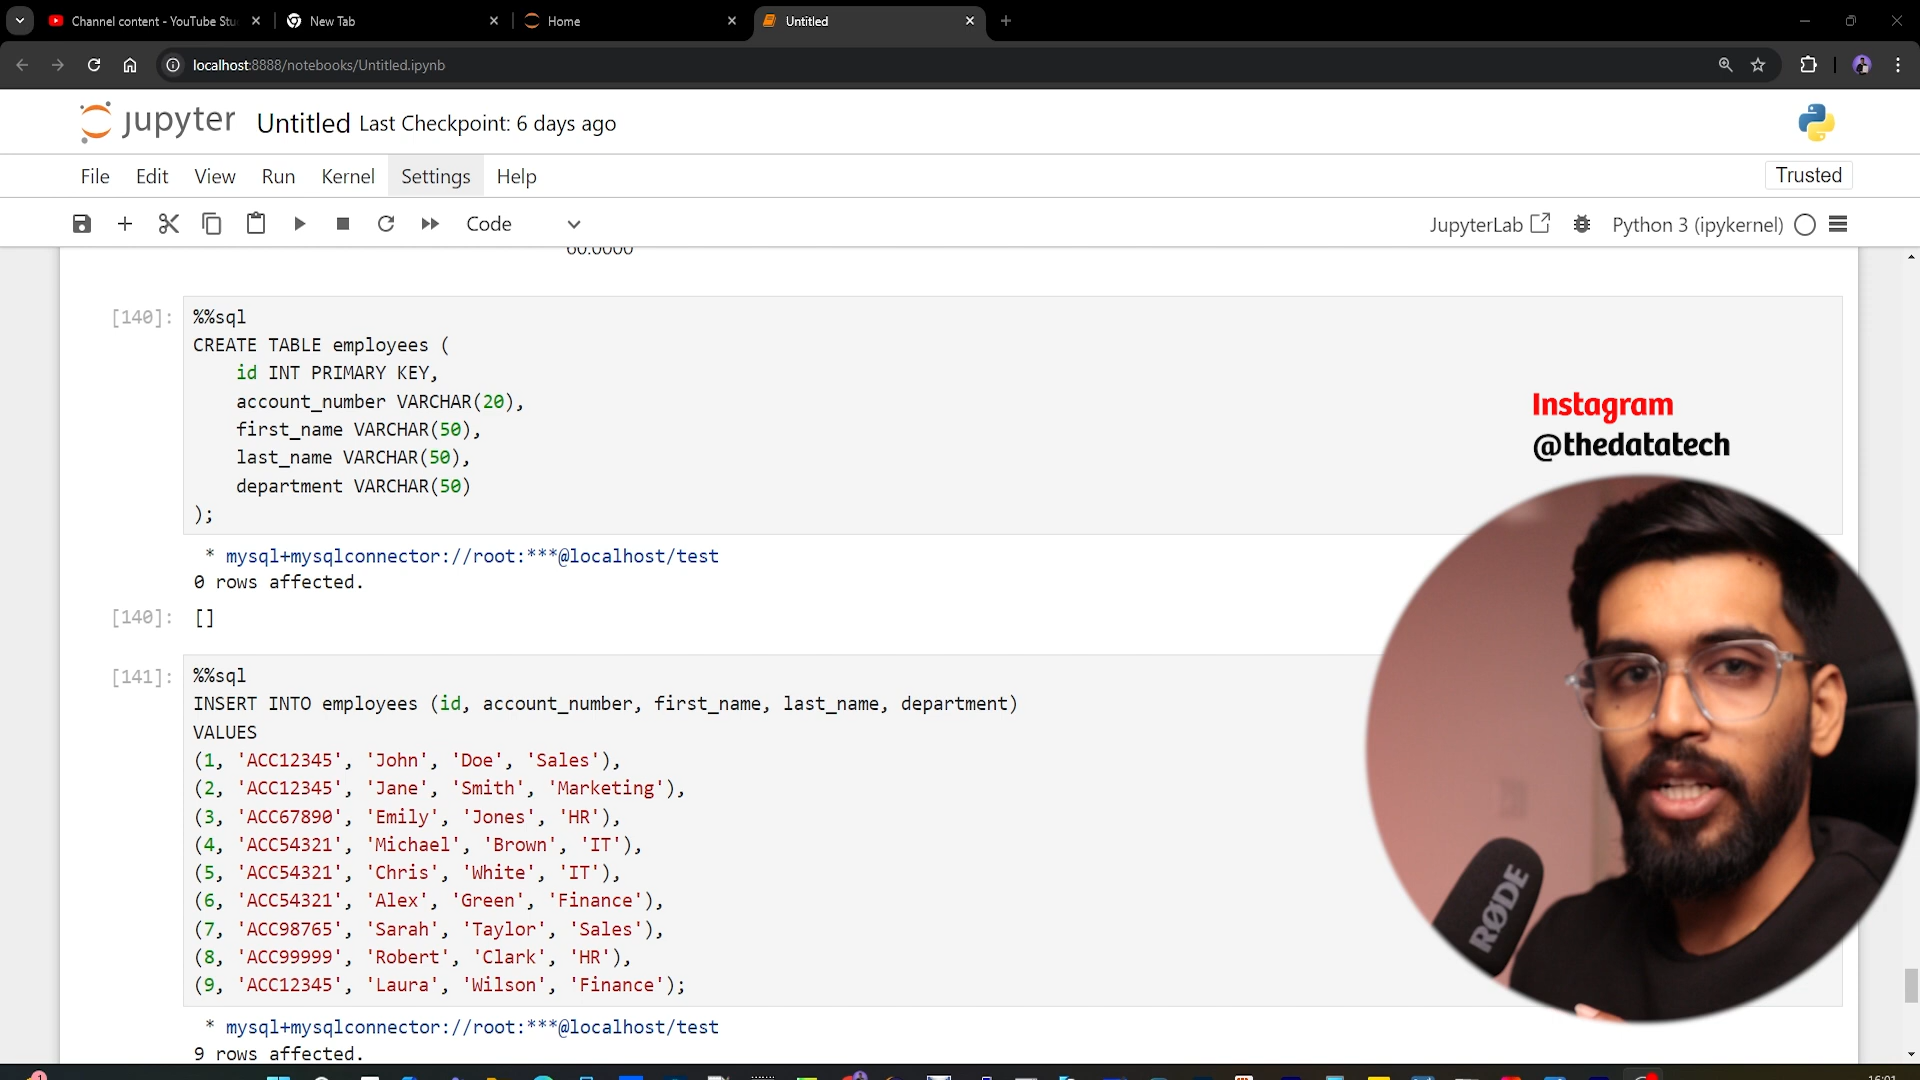 Channel content - YouTube Stu
New Tab
Home
Untitled
localhost:8888/notebooks/Untitled.ipynb
jupyter Untitled Last Checkpoint: 6 days ago
File Edit View Run Kernel Settings Help
Trusted
Code
JupyterLab
Python 3 (ipykernel)
60.0000
[140]: %%sql
CREATE TABLE employees (
id INT PRIMARY KEY,
account_number VARCHAR(20),
first_name VARCHAR(50),
last_name VARCHAR(50),
department VARCHAR(50)
);
* mysql+mysqlconnector://root:***@localhost/test
0 rows affected.
[140]: []
Instagram
@thedatatech
RØDE
[141]: %%sql
INSERT INTO employees (id, account_number, first_name, last_name, department)
VALUES
(1, 'ACC12345', 'John', 'Doe', 'Sales'),
(2, 'ACC12345', 'Jane', 'Smith', 'Marketing'),
(3, 'ACC67890', 'Emily', 'Jones', 'HR'),
(4, 'ACC54321', 'Michael', 'Brown', 'IT'),
(5, 'ACC54321', 'Chris', 'White', 'IT'),
(6, 'ACC54321', 'Alex', 'Green', 'Finance'),
(7, 'ACC98765', 'Sarah', 'Taylor', 'Sales'),
(8, 'ACC99999', 'Robert', 'Clark', 'HR'),
(9, 'ACC12345', 'Laura', 'Wilson', 'Finance');
* mysql+mysqlconnector://root:***@localhost/test
9 rows affected.